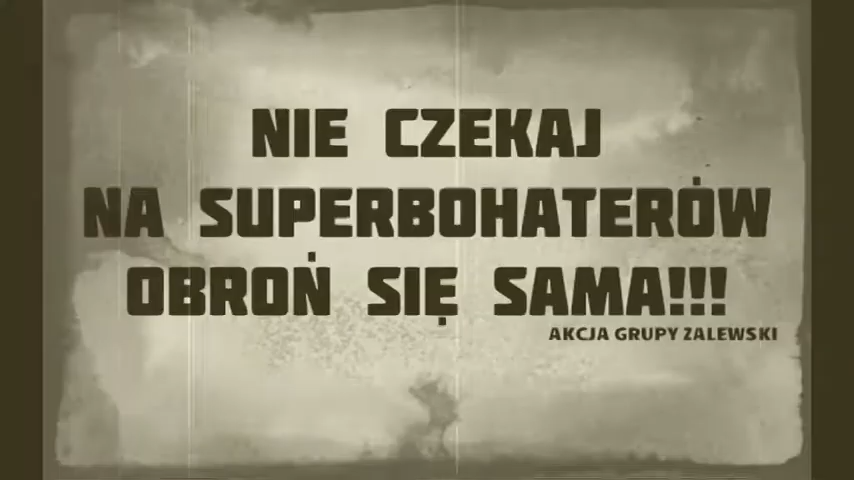 NIE CZEKAJ
NA SUPERBOHATERÓW
OBROŃ SIĘ SAMA!!!
AKCJA GRUPY ZALEWSKI